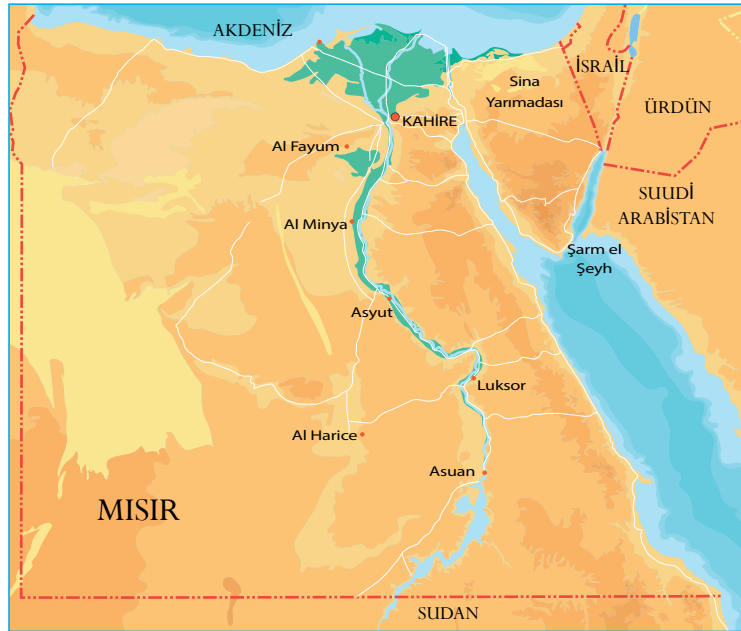 AKDENİZ
İSRAİL
Sina
Yarımadası
ÜRDÜN
KAHİRE
Al Fayum
SUUDİ
ARABİSTAN
Al Minya
Şarm el
Şeyh
Asyut
Luksor
Al Harice
Asuan
MISIR
SUDAN